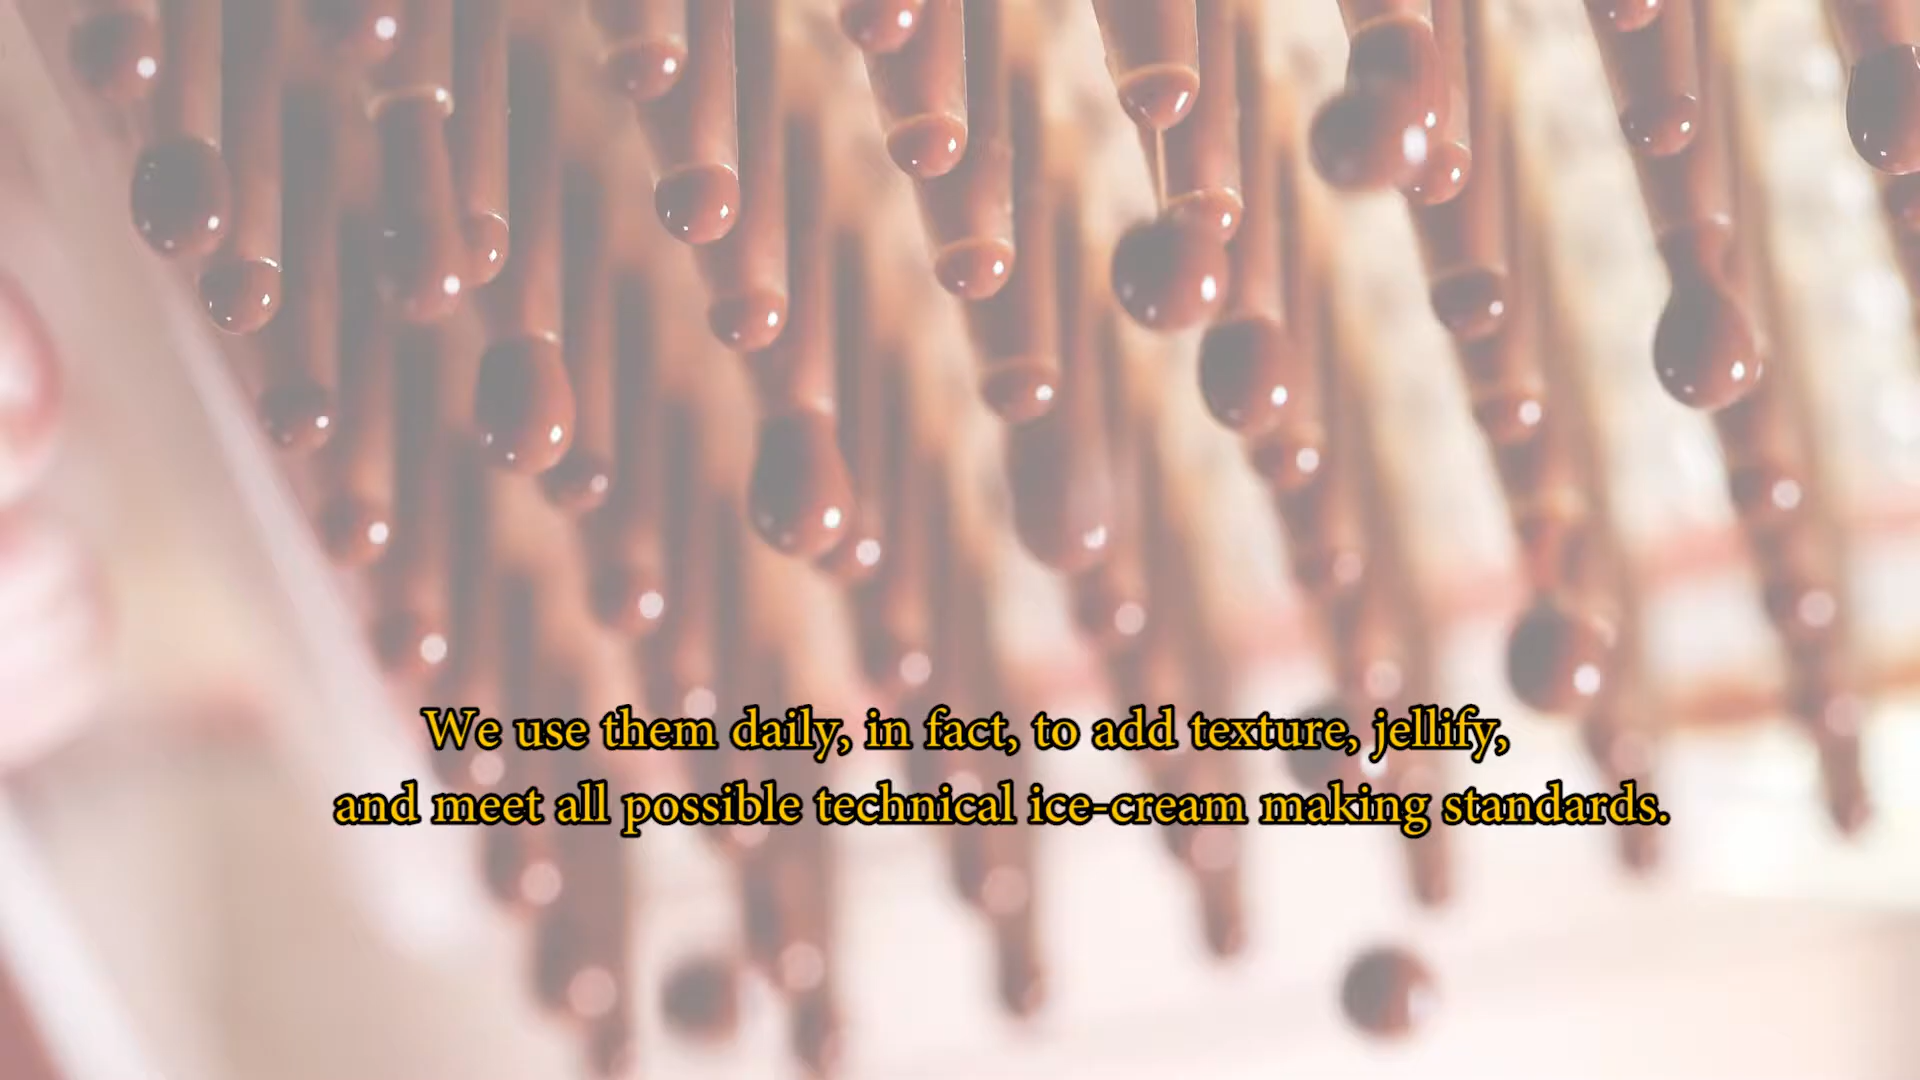 We use them daily, in fact, to add texture, jellify,
and meet all possible technical ice-cream making standards.